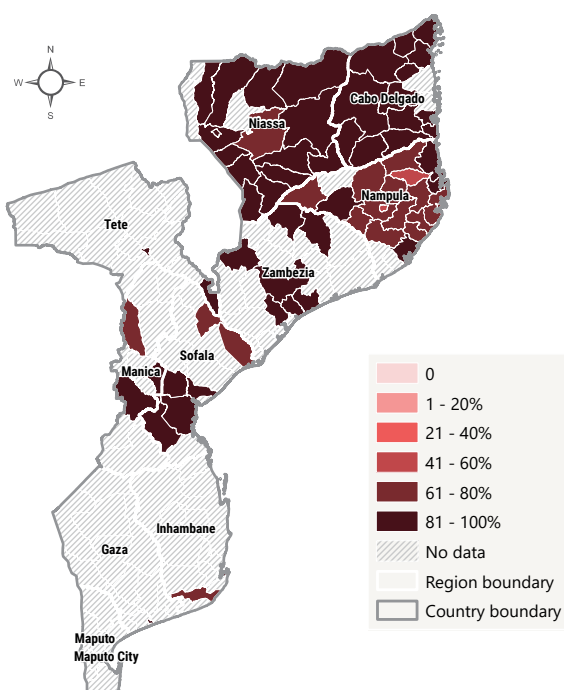 N
W E
S
Cabo Delgado
Niassa
Nampula
Tete
Zambezia
Sofala
Manica
Inhambane
Gaza
Maputo
Maputo City
0
1 - 20%
21 - 40%
41 - 60%
61 - 80%
81 - 100%
No data
Region boundary
Country boundary